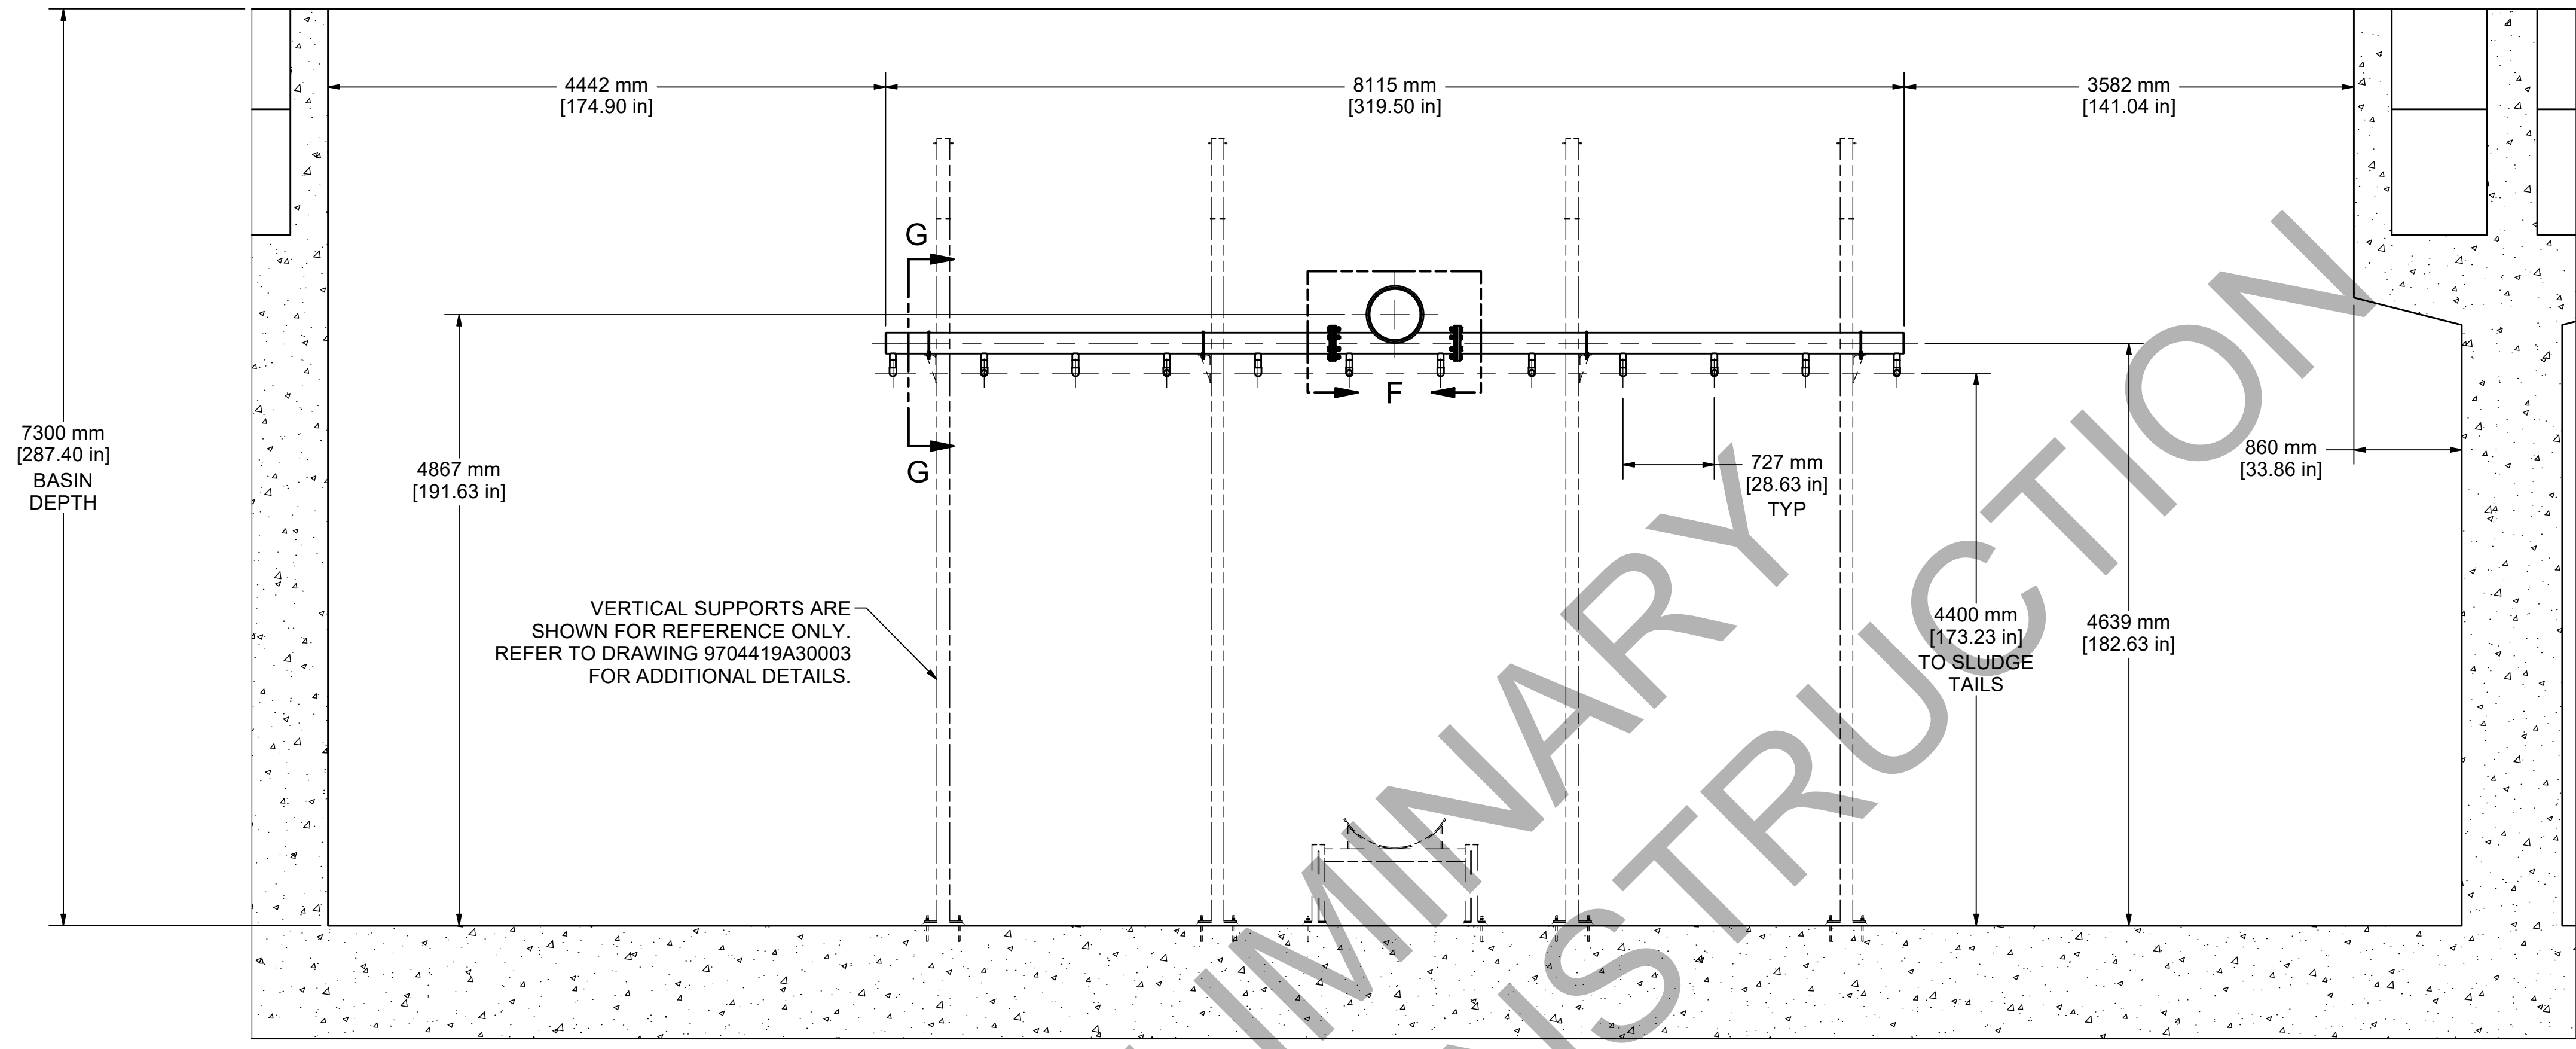 4442 mm
[174.90 in]
8115 mm
[319.50 in]
3582 mm
[141.04 in]
G
F
G
7300 mm
[287.40 in]
BASIN
DEPTH
4867 mm
[191.63 in]
727 mm
[28.63 in]
TYP
860 mm
[33.86 in]
VERTICAL SUPPORTS ARE
SHOWN FOR REFERENCE ONLY.
REFER TO DRAWING 9704419A30003
FOR ADDITIONAL DETAILS.
4400 mm
[173.23 in]
TO SLUDGE
TAILS
4639 mm
[182.63 in]
IMINARY
NSTRUCTION